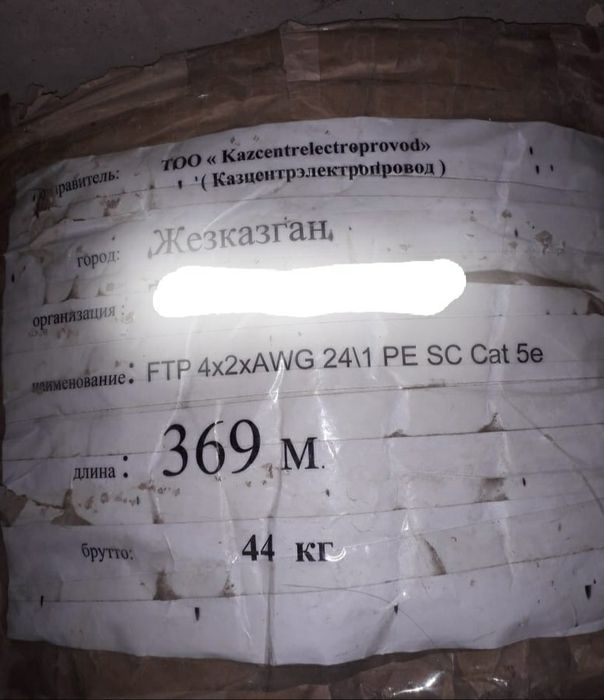 отправитель: ТОО « Kazcentrelectroprovod»
( Казцентрэлектропровод )
город: Жезказган
организация :
наименование: FTP 4x2xAWG 24\1 PE SC Cat 5e
длина : 369 м.
брутто: 44 кг